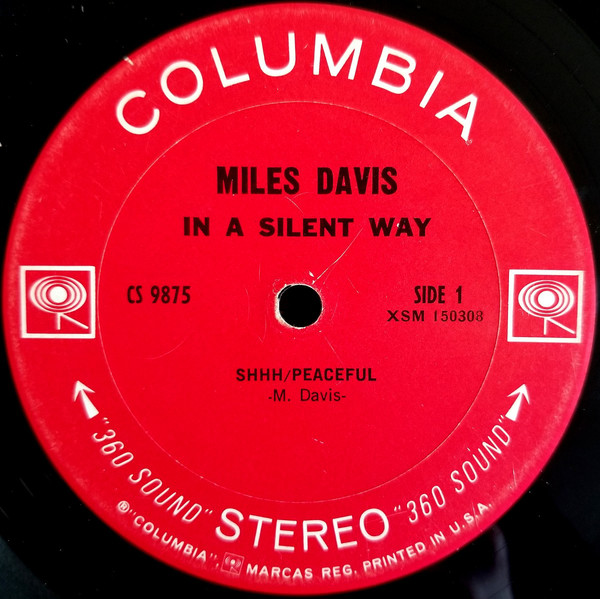 COLUMBIA
MILES DAVIS
IN A SILENT WAY
CS 9875
SIDE 1
XSM 150308
SHHH/PEACEFUL
-M. Davis-
"360 SOUND" STEREO "360 SOUND"
®"COLUMBIA", MARCAS REG. PRINTED IN U.S.A.